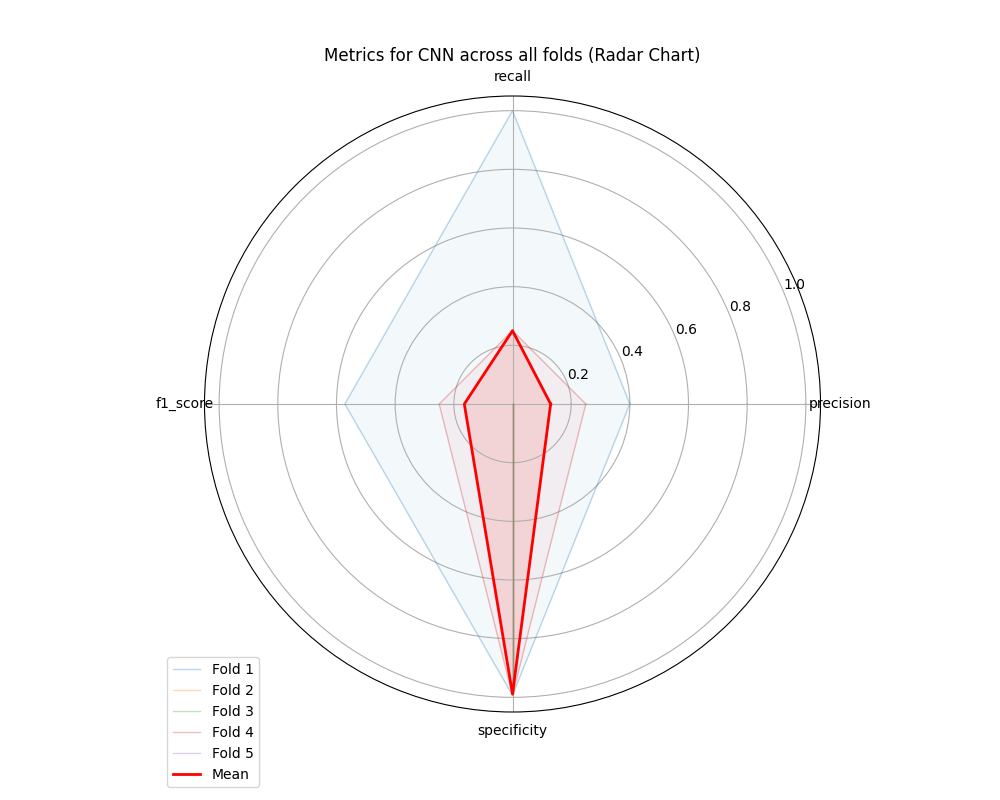 Metrics for CNN across all folds (Radar Chart)
recall
1.0
0.8
0.6
0.4
0.2
f1_score
precision
specificity
Fold 1
Fold 2
Fold 3
Fold 4
Fold 5
Mean